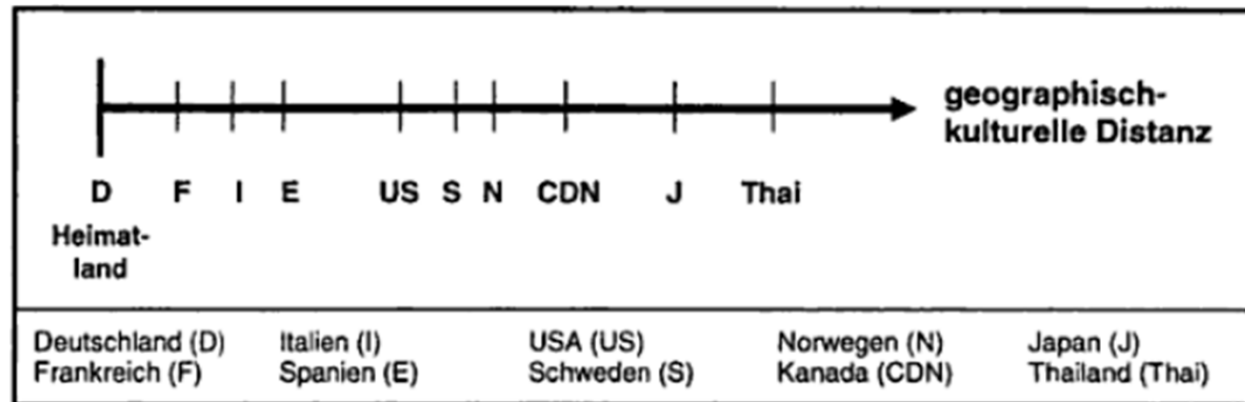 geographisch-
kulturelle Distanz
D F I E US S N CDN J Thai
Heimat-
land
Deutschland (D) Italien (I) USA (US) Norwegen (N) Japan (J)
Frankreich (F) Spanien (E) Schweden (S) Kanada (CDN) Thailand (Thai)